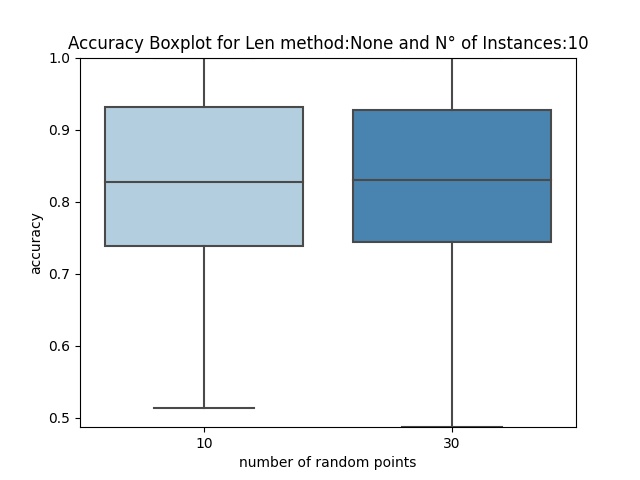 Accuracy Boxplot for Len method:None and N° of Instances:10
1.0
0.9
0.8
0.7
0.6
0.5
accuracy
10 30
number of random points